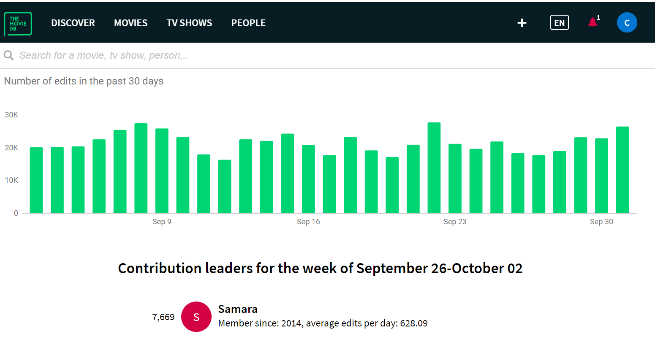 THE
MOVIE
DB
DISCOVER MOVIES TV SHOWS PEOPLE + EN 1 C
Search for a movie, tv show, person...
Number of edits in the past 30 days
30K
20K
10K
0
Sep 9 Sep 16 Sep 23 Sep 30
Contribution leaders for the week of September 26-October 02
7,669 S Samara
Member since: 2014, average edits per day: 628.09